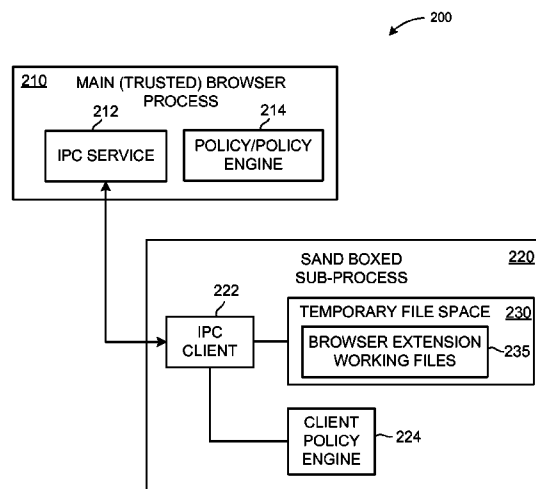 200
210
MAIN (TRUSTED) BROWSER
PROCESS
212
214
IPC SERVICE
POLICY/POLICY
ENGINE
SAND BOXED
SUB-PROCESS
220
222
IPC
CLIENT
TEMPORARY FILE SPACE
230
BROWSER EXTENSION
WORKING FILES
235
CLIENT
POLICY
ENGINE
224